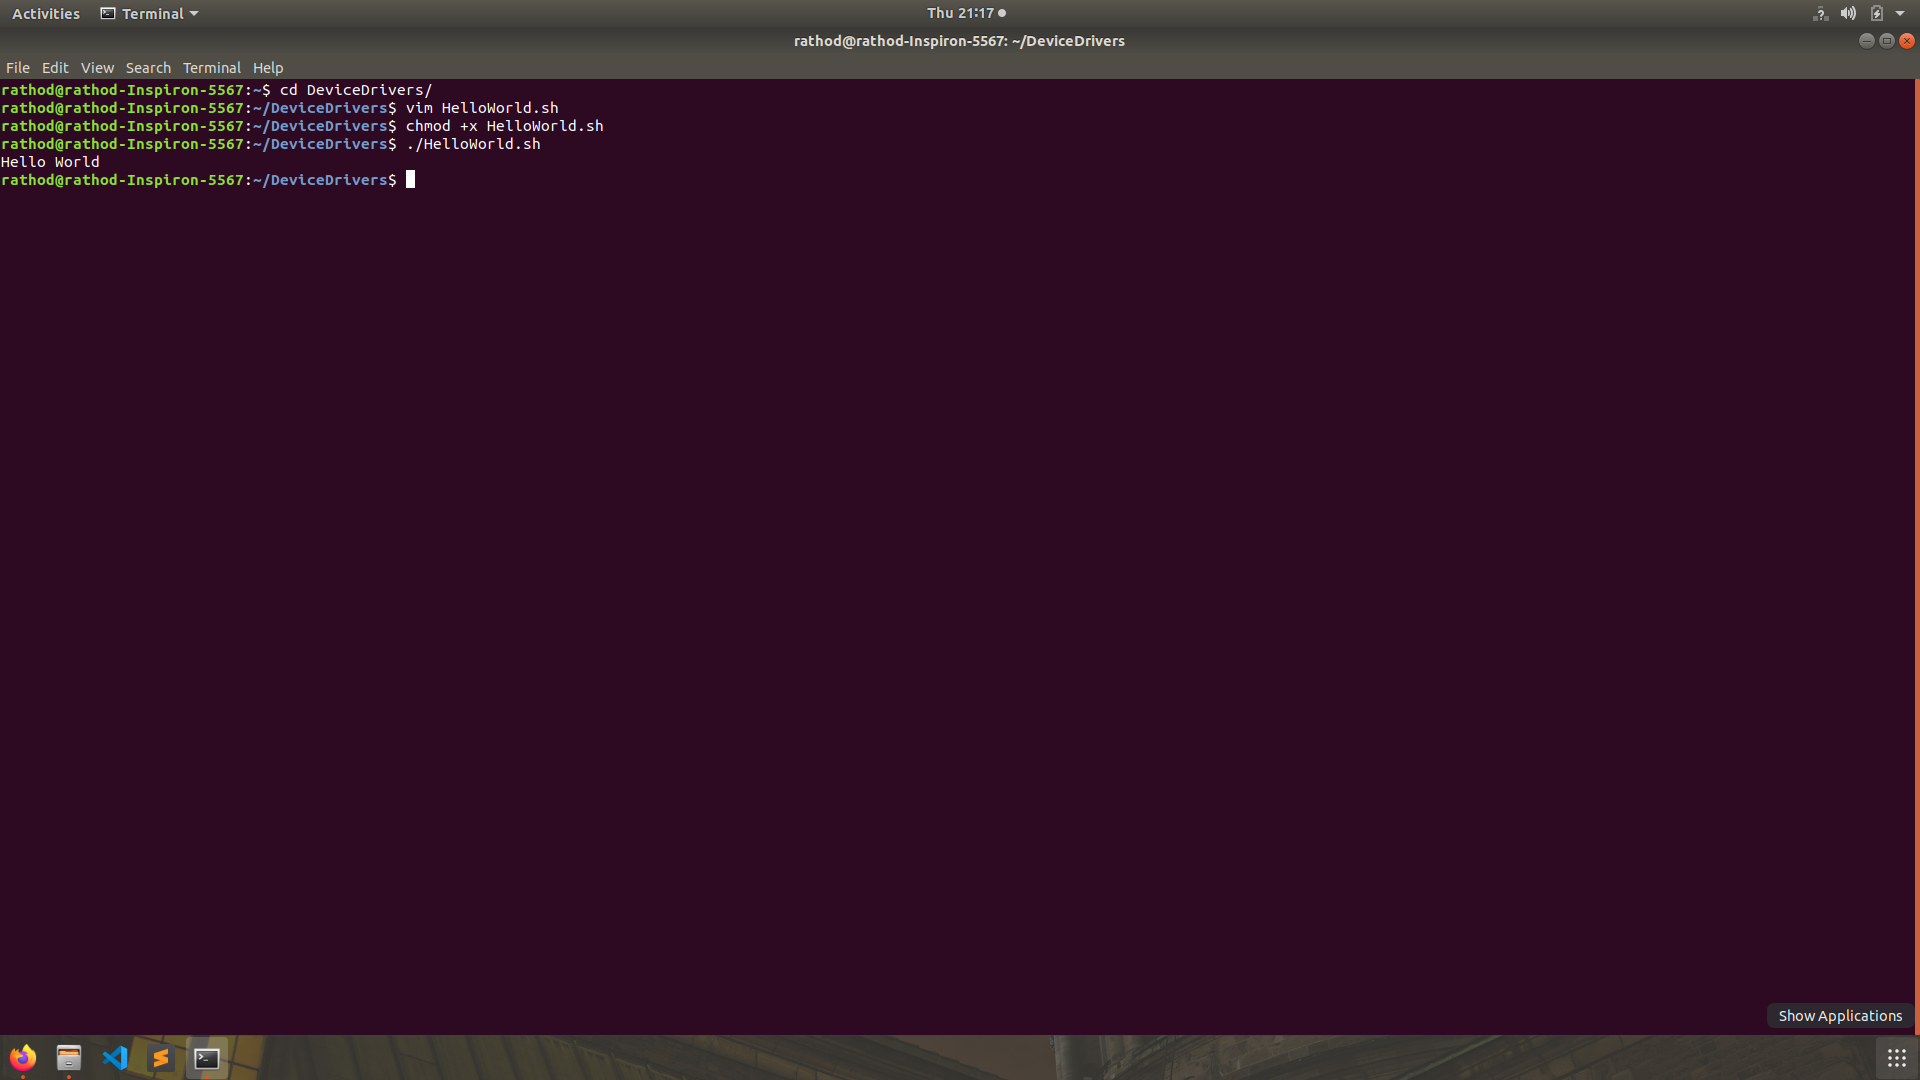 Activities Terminal Thu 21:17
rathod@rathod-Inspiron-5567: ~/DeviceDrivers
File Edit View Search Terminal Help
rathod@rathod-Inspiron-5567:~$ cd DeviceDrivers/
rathod@rathod-Inspiron-5567:~/DeviceDrivers$ vim HelloWorld.sh
rathod@rathod-Inspiron-5567:~/DeviceDrivers$ chmod +x HelloWorld.sh
rathod@rathod-Inspiron-5567:~/DeviceDrivers$ ./HelloWorld.sh
Hello World
rathod@rathod-Inspiron-5567:~/DeviceDrivers$
Show Applications